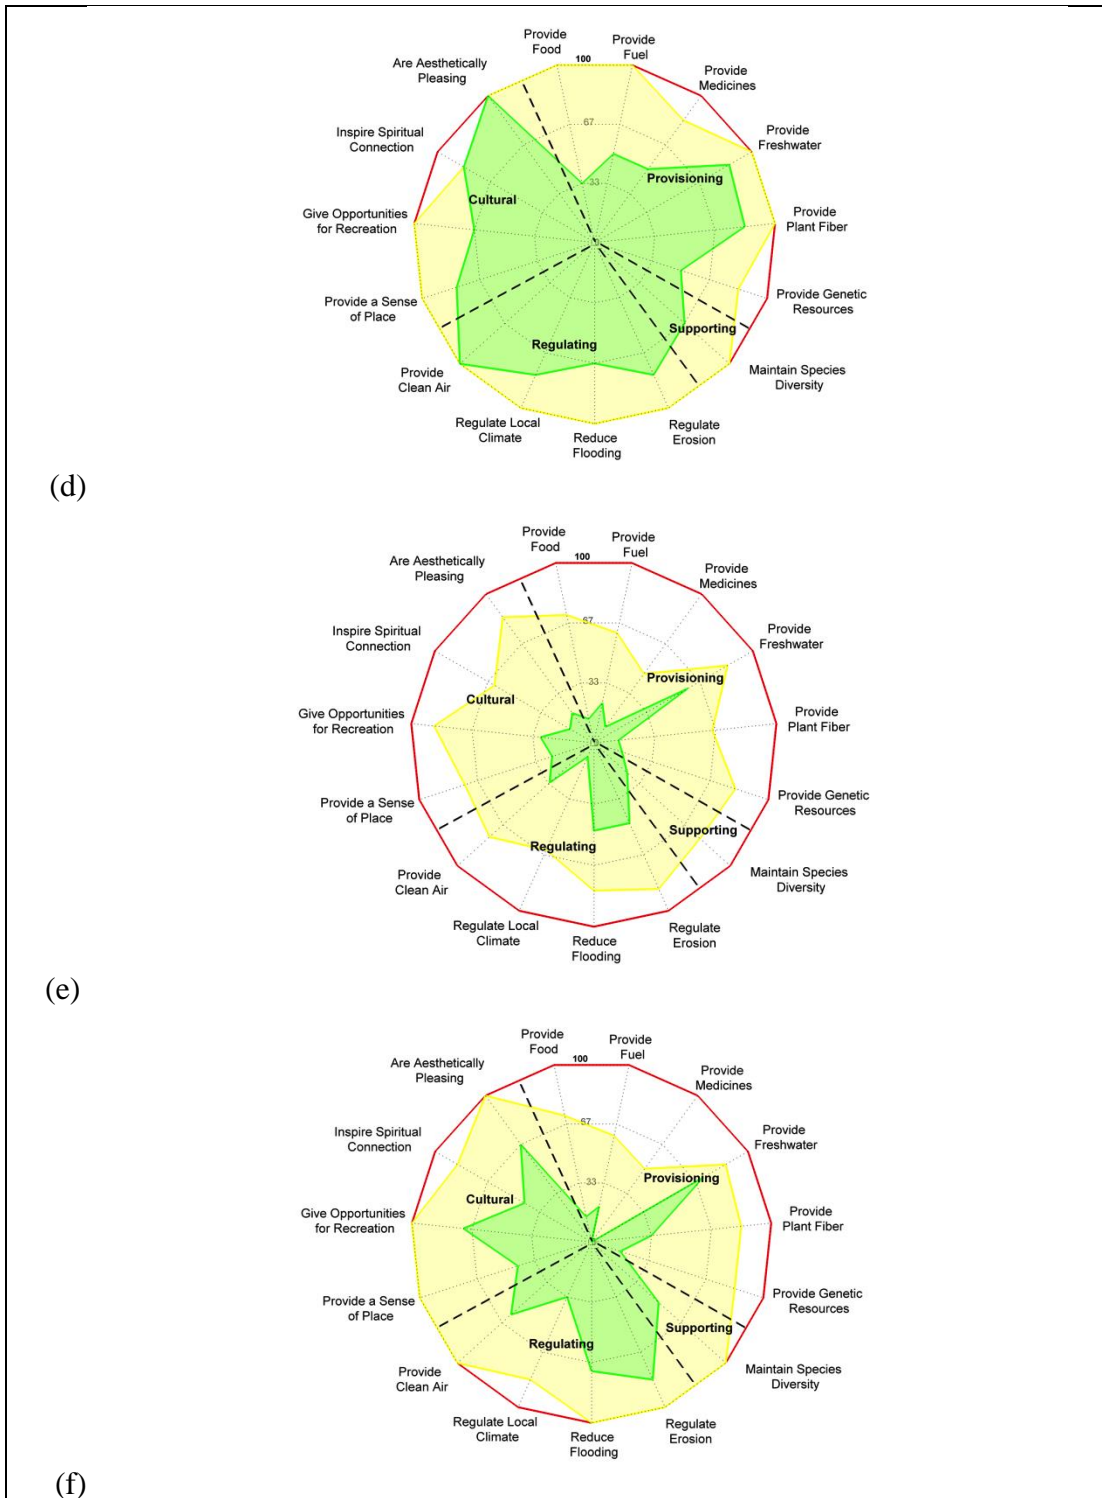 Provide
Food
Provide
Fuel
100
Are Aesthetically
Pleasing
Provide
Medicines
67
Inspire Spiritual
Connection
Provide
Freshwater
33
Provisioning
Cultural
Give Opportunities
for Recreation
Provide
Plant Fiber
0
Provide a Sense
of Place
Provide Genetic
Resources
Supporting
Regulating
Provide
Clean Air
Maintain Species
Diversity
Regulate Local
Climate
Reduce
Flooding
Regulate
Erosion
(d)
Provide
Food
Provide
Fuel
100
Are Aesthetically
Pleasing
Provide
Medicines
67
Inspire Spiritual
Connection
Provide
Freshwater
33
Provisioning
Cultural
Give Opportunities
for Recreation
Provide
Plant Fiber
0
Provide a Sense
of Place
Provide Genetic
Resources
Supporting
Regulating
Provide
Clean Air
Maintain Species
Diversity
Regulate Local
Climate
Reduce
Flooding
Regulate
Erosion
(e)
Provide
Food
Provide
Fuel
100
Are Aesthetically
Pleasing
Provide
Medicines
67
Inspire Spiritual
Connection
Provide
Freshwater
33
Provisioning
Cultural
Give Opportunities
for Recreation
Provide
Plant Fiber
0
Provide a Sense
of Place
Provide Genetic
Resources
Supporting
Regulating
Provide
Clean Air
Maintain Species
Diversity
Regulate Local
Climate
Reduce
Flooding
Regulate
Erosion
(f)